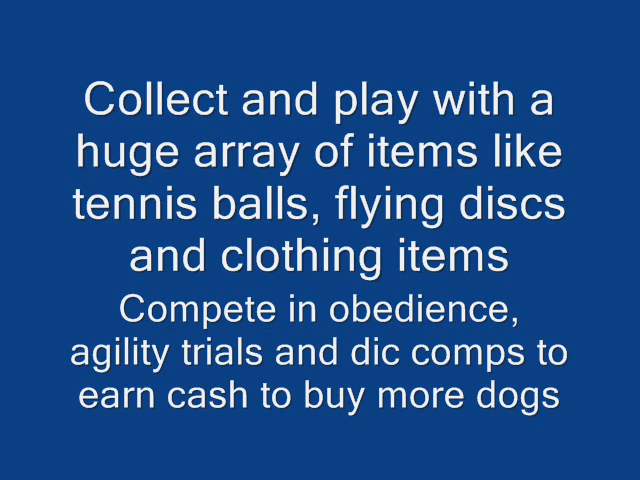 Collect and play with a
huge array of items like
tennis balls, flying discs
and clothing items
Compete in obedience,
agility trials and dic comps to
earn cash to buy more dogs